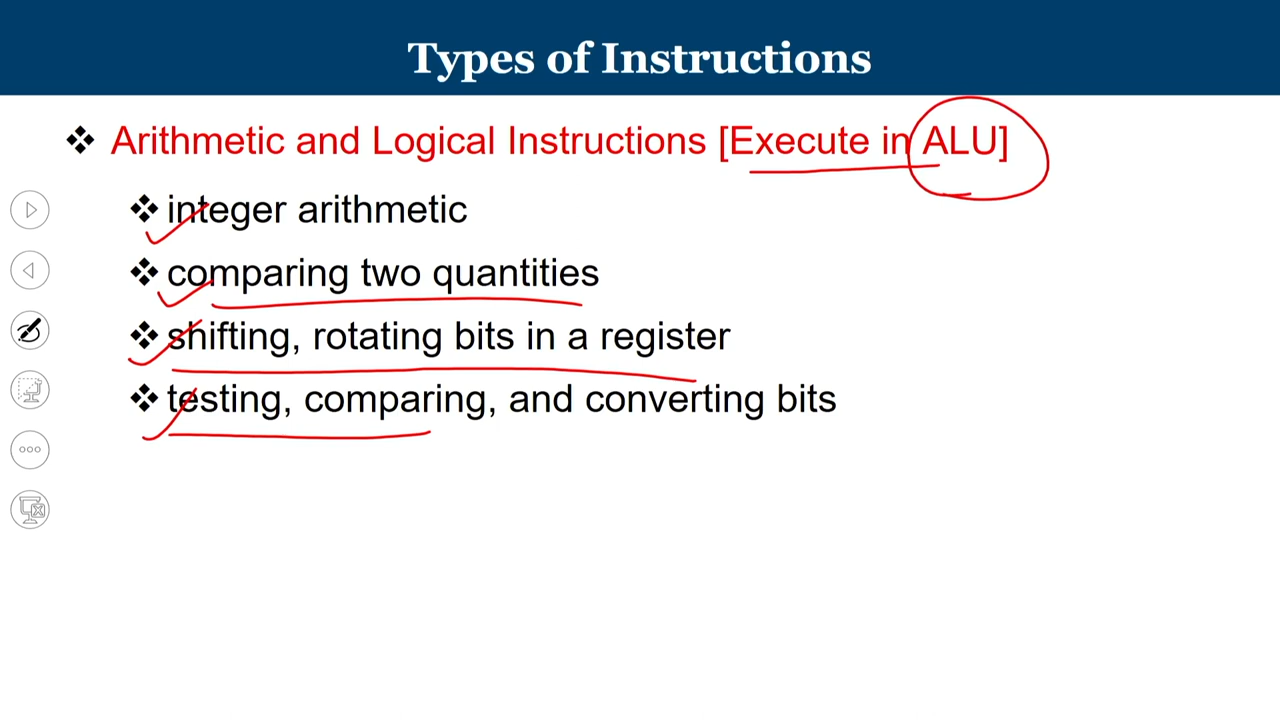 Types of Instructions
❖ Arithmetic and Logical Instructions [Execute in ALU]
❖ integer arithmetic
❖ comparing two quantities
❖ shifting, rotating bits in a register
❖ testing, comparing, and converting bits